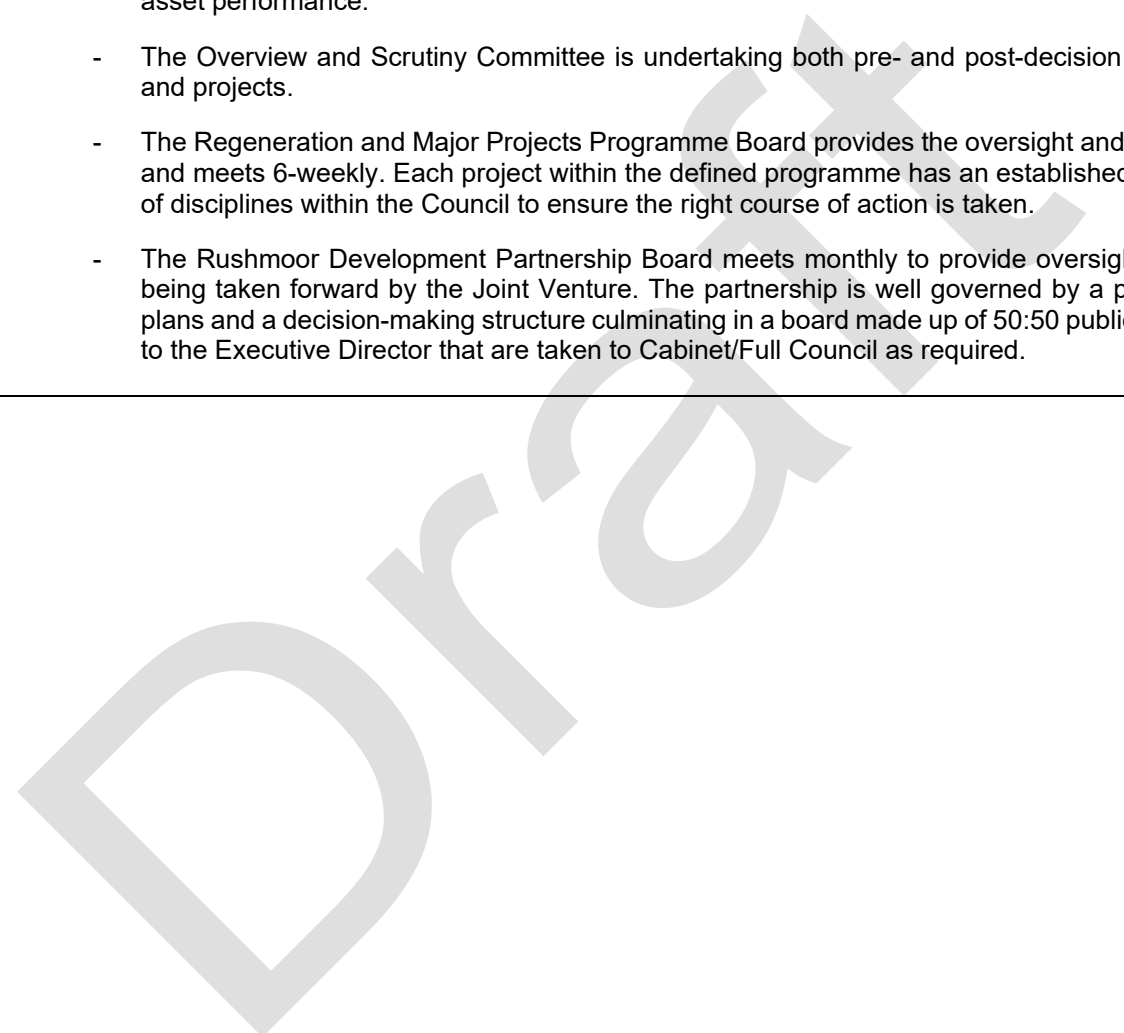 asset performance.
- The Overview and Scrutiny Committee is undertaking both pre- and post-decision
and projects.
- The Regeneration and Major Projects Programme Board provides the oversight and
and meets 6-weekly. Each project within the defined programme has an established
of disciplines within the Council to ensure the right course of action is taken.
- The Rushmoor Development Partnership Board meets monthly to provide
being taken forward by the Joint Venture. The partnership is well governed by a
plans and a decision-making structure culminating in a board made up of 50:50
to the Executive Director that are taken to Cabinet/Full Council as required.
Draft